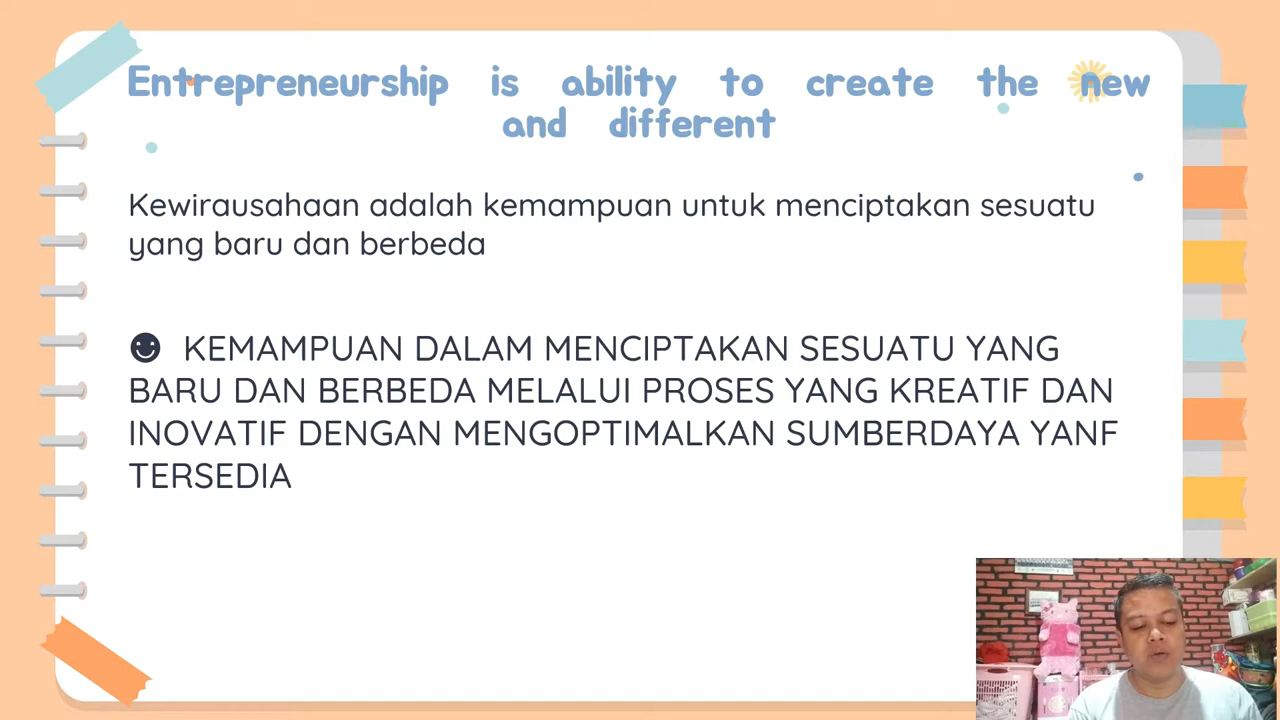 Entrepreneurship is ability to create the new
and different
Kewirausahaan adalah kemampuan untuk menciptakan sesuatu
yang baru dan berbeda
☻ KEMAMPUAN DALAM MENCIPTAKAN SESUATU YANG
BARU DAN BERBEDA MELALUI PROSES YANG KREATIF DAN
INOVATIF DENGAN MENGOPTIMALKAN SUMBERDAYA YANF
TERSEDIA